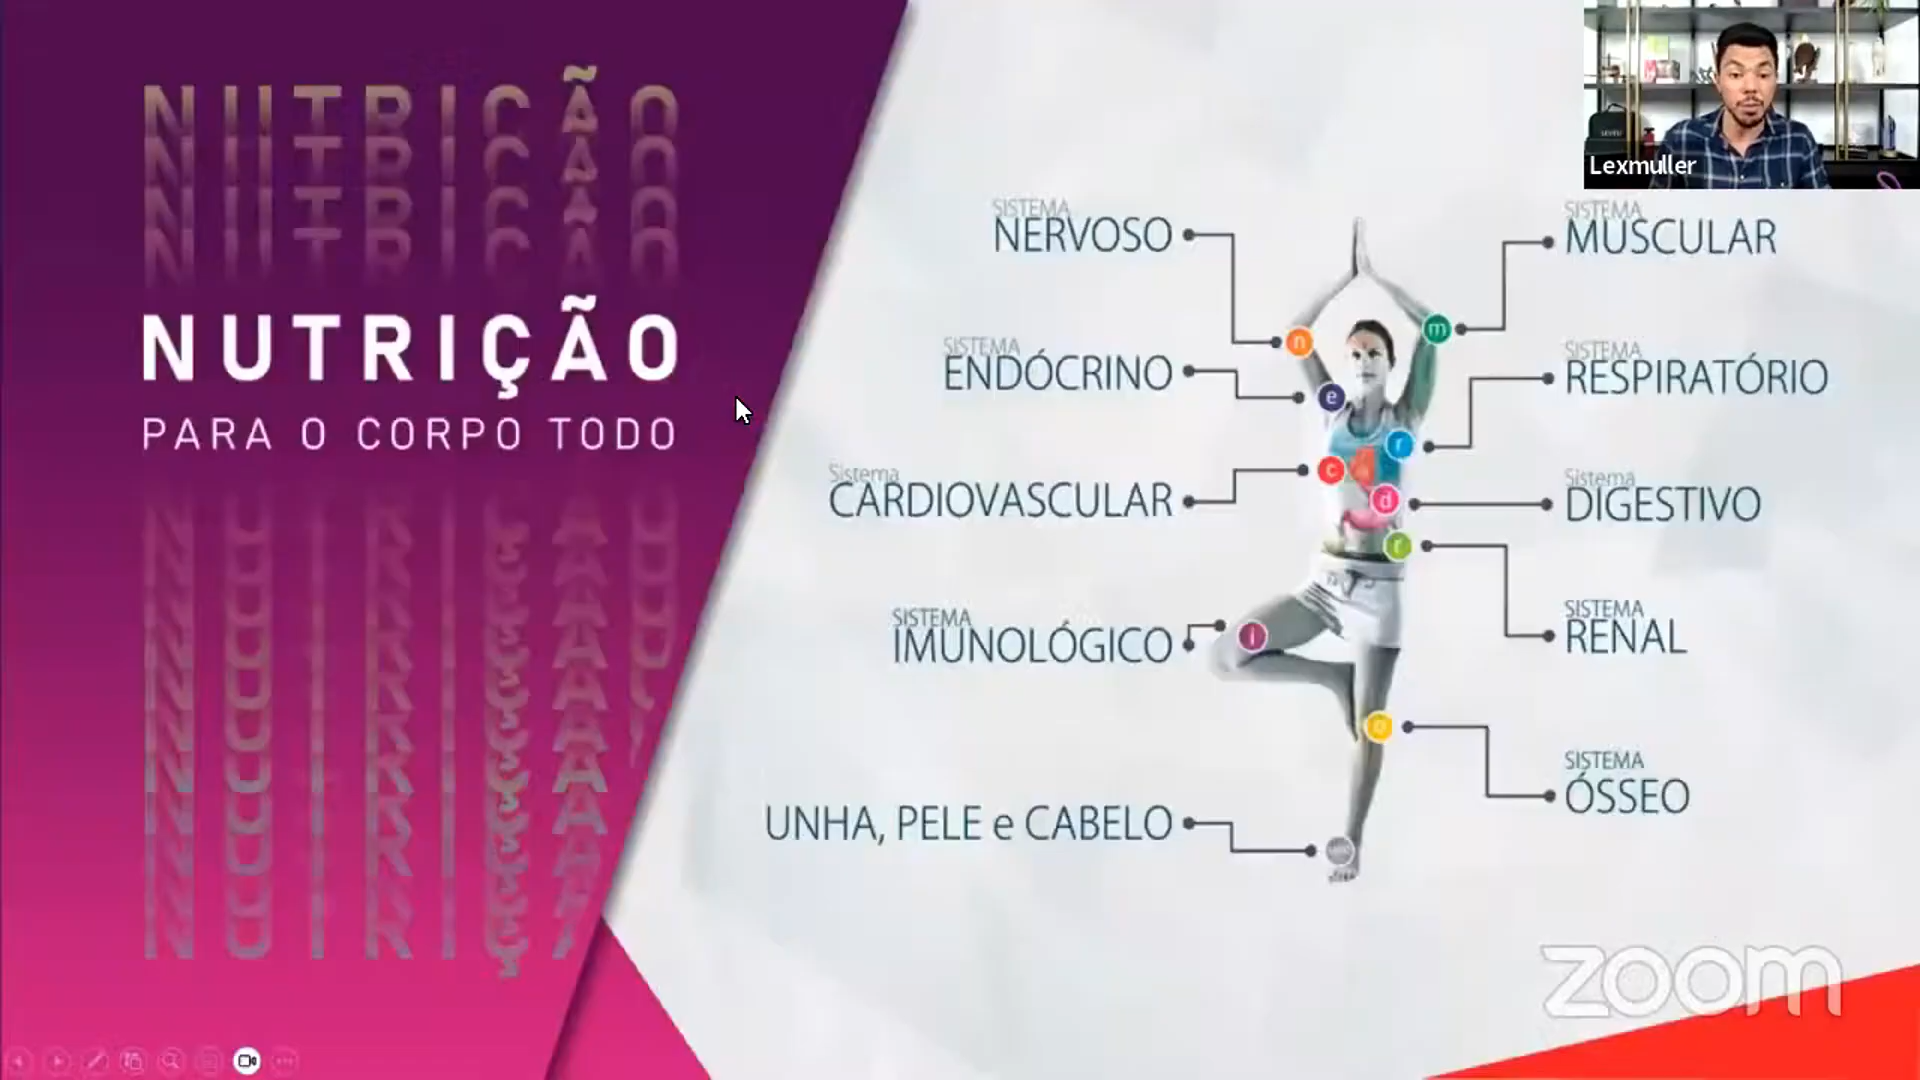 NUTRIÇÃO
PARA O CORPO TODO
SISTEMA
NERVOSO
SISTEMA
ENDÓCRINO
Sistema
CARDIOVASCULAR
SISTEMA
IMUNOLÓGICO
UNHA, PELE e CABELO
n
e
c
i
m
r
d
r
o
SISTEMA
MUSCULAR
SISTEMA
RESPIRATÓRIO
Sistema
DIGESTIVO
SISTEMA
RENAL
SISTEMA
ÓSSEO
Lexmuller
zoom